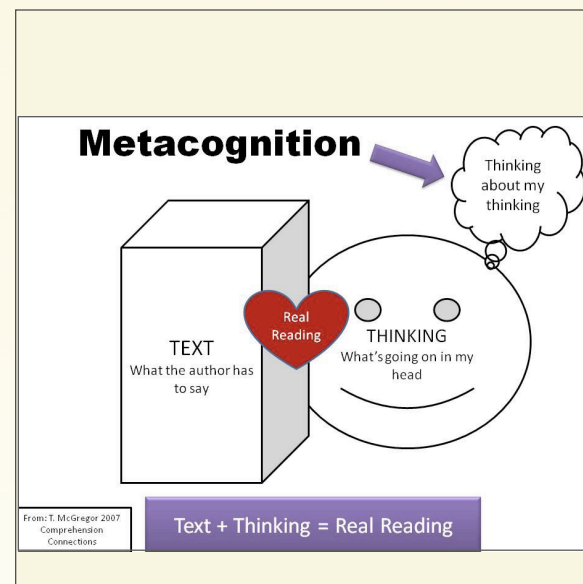 Metacognition
Thinking
about my
thinking
Real
Reading
TEXT
What the author has
to say
THINKING
What's going on in my
head
From: T. McGregor 2007
Comprehension
Connections
Text + Thinking = Real Reading